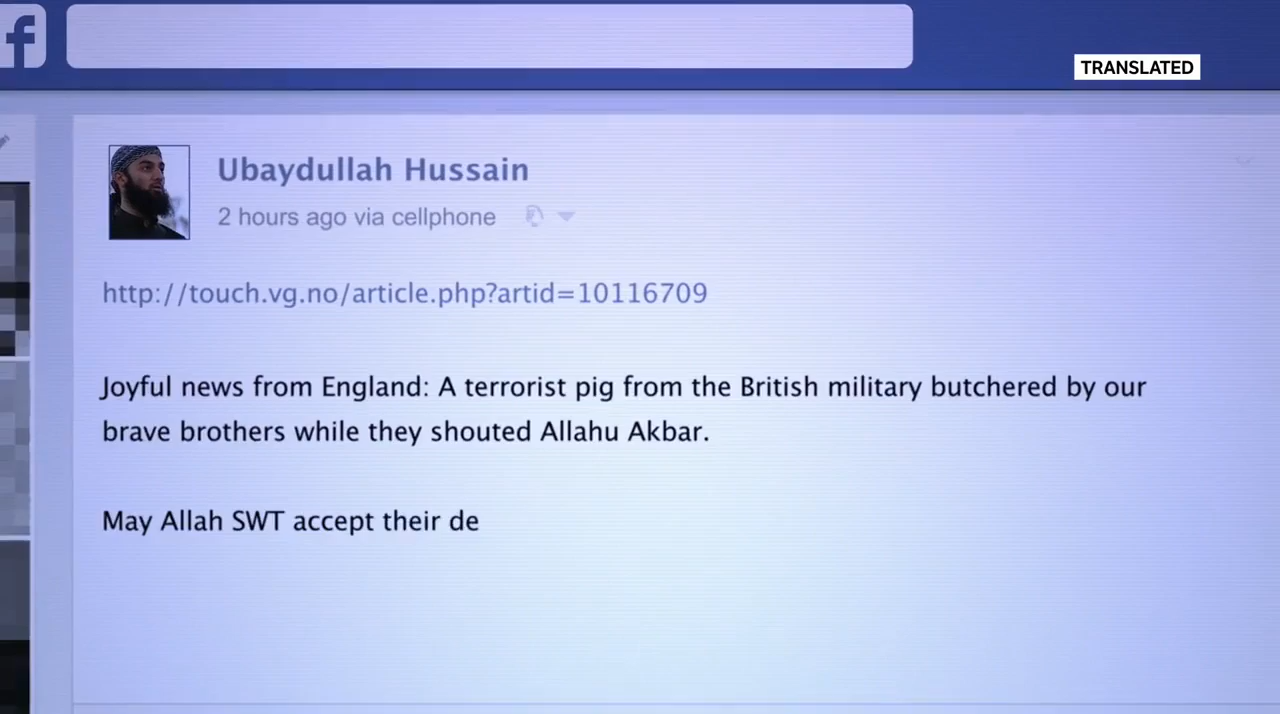 f
TRANSLATED
Ubaydullah Hussain
2 hours ago via cellphone
http://touch.vg.no/article.php?artid=10116709
Joyful news from England: A terrorist pig from the British military butchered by our
brave brothers while they shouted Allahu Akbar.
May Allah SWT accept their de